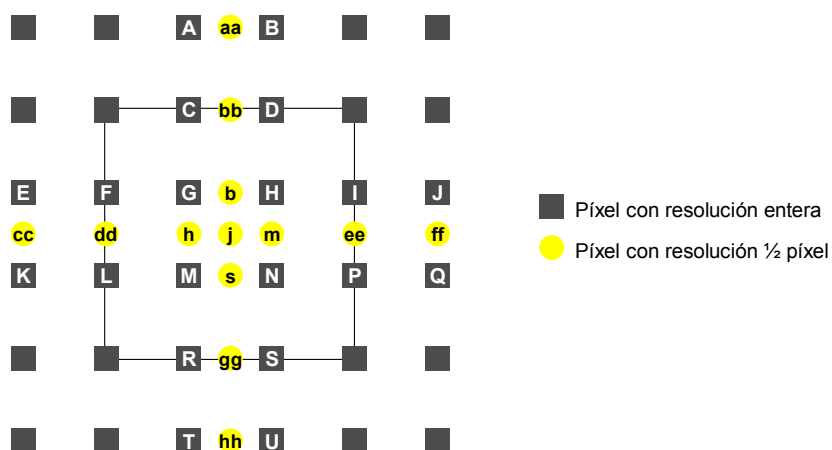 A aa B
C bb D
E F G b H I J
cc dd h j m ee ff
K L M s N P Q
R gg S
T hh U
Píxel con resolución entera
Píxel con resolución ½ píxel